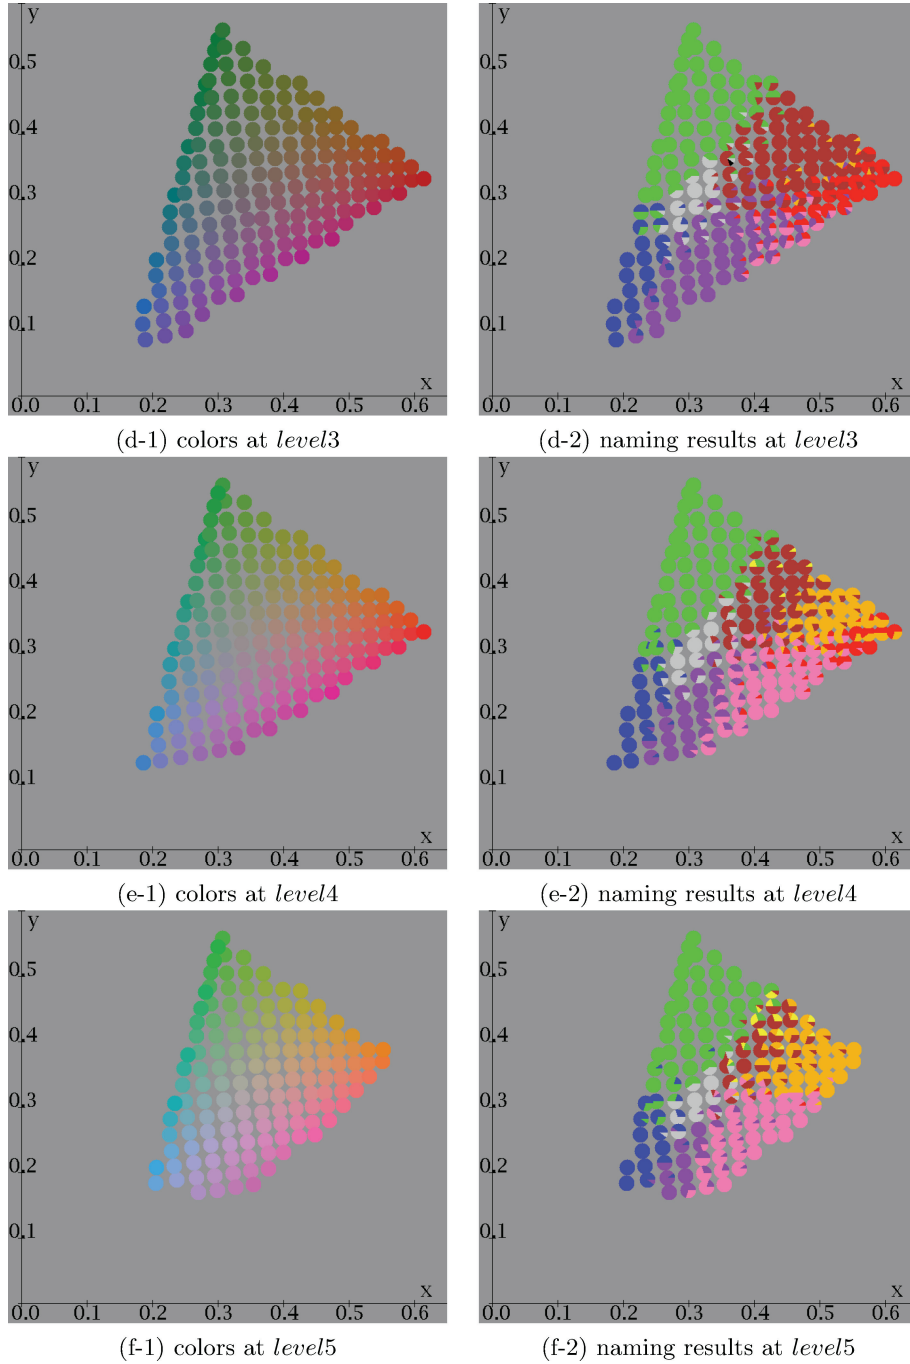 y y
0.5 0.5
0.4 0.4
0.3 0.3
0.2 0.2
0.1 0.1
x x
0.0 0.1 0.2 0.3 0.4 0.5 0.6 0.0 0.1 0.2 0.3 0.4 0.5 0.6
(d-1) colors at level3 (d-2) naming results at level3
y y
0.5 0.5
0.4 0.4
0.3 0.3
0.2 0.2
0.1 0.1
x x
0.0 0.1 0.2 0.3 0.4 0.5 0.6 0.0 0.1 0.2 0.3 0.4 0.5 0.6
(e-1) colors at level4 (e-2) naming results at level4
y y
0.5 0.5
0.4 0.4
0.3 0.3
0.2 0.2
0.1 0.1
x x
0.0 0.1 0.2 0.3 0.4 0.5 0.6 0.0 0.1 0.2 0.3 0.4 0.5 0.6
(f-1) colors at level5 (f-2) naming results at level5